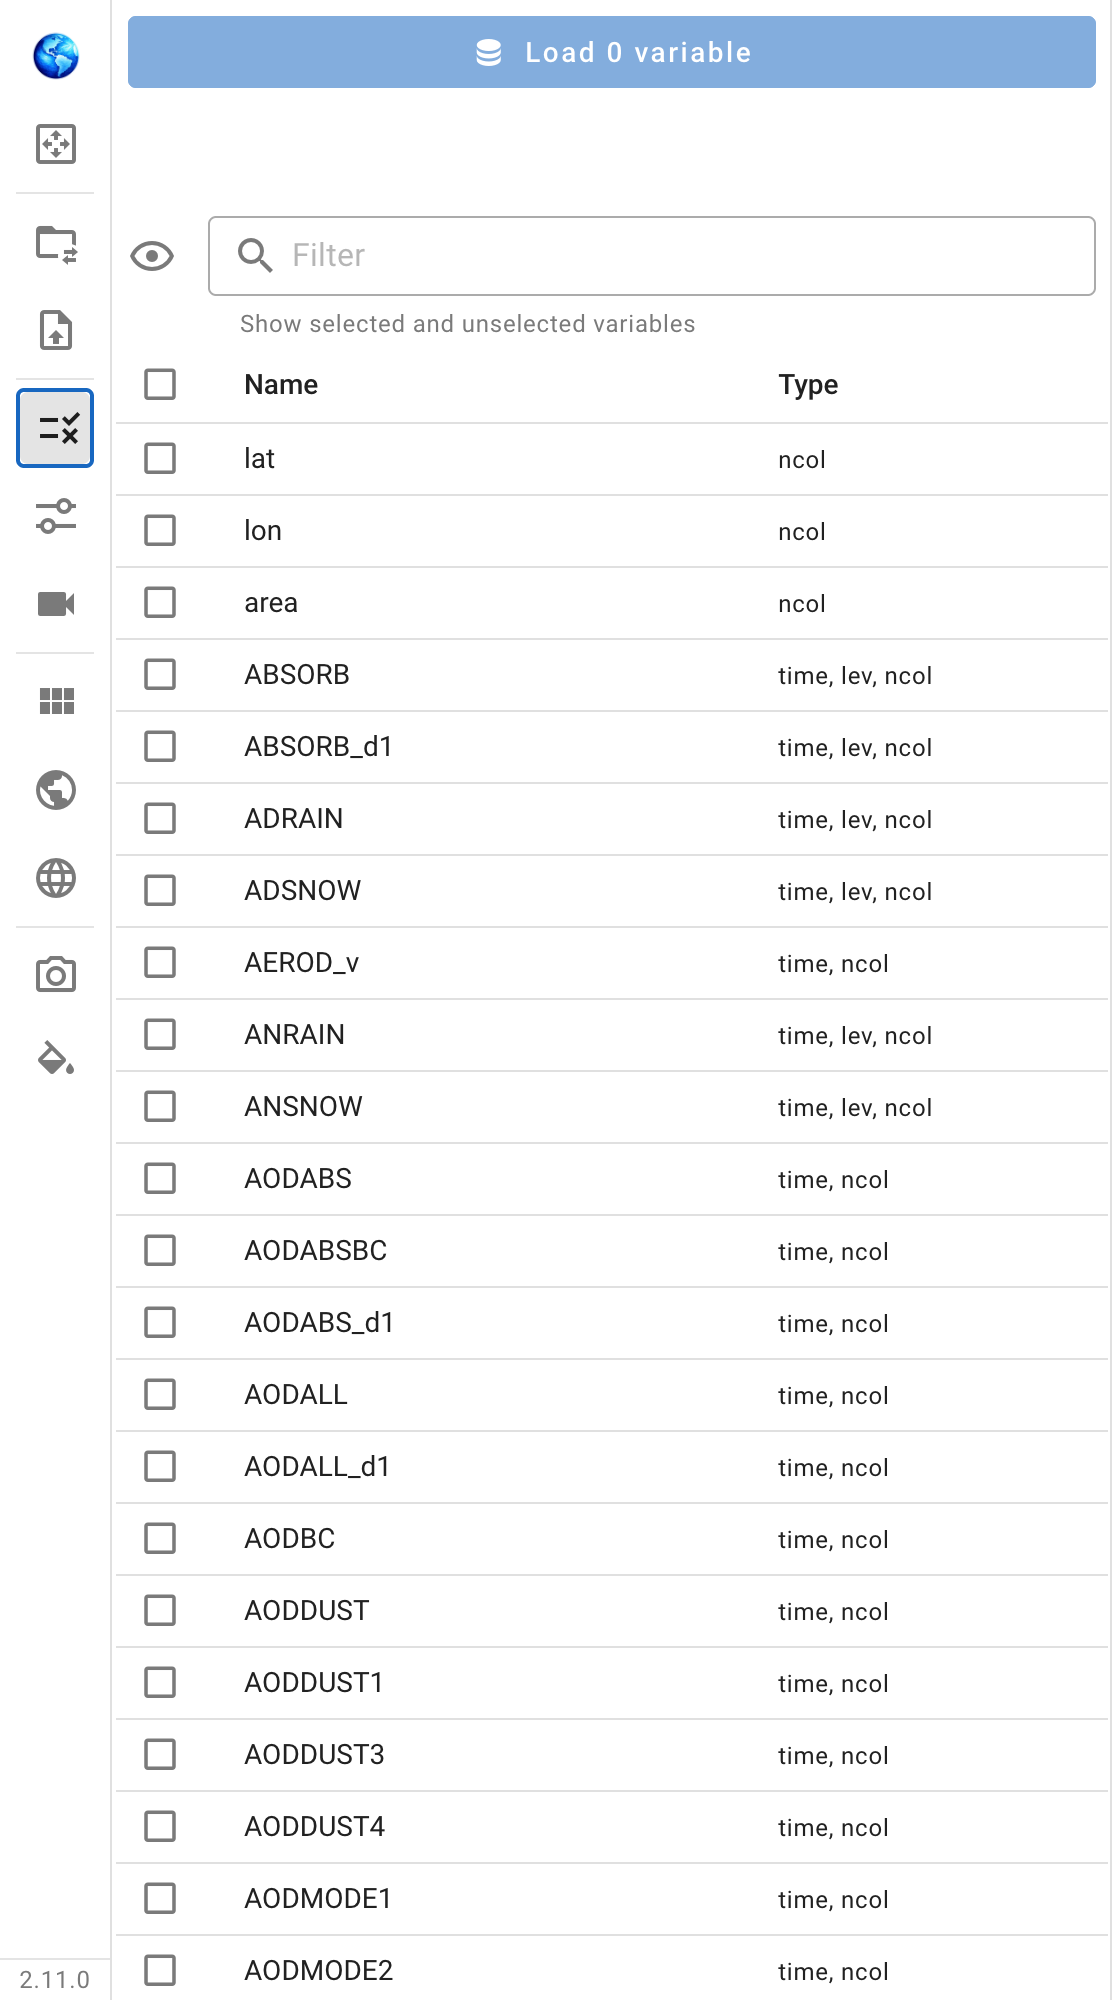 Load 0 variable
Filter
Show selected and unselected variables
Name Type
lat ncol
lon ncol
area ncol
ABSORB time, lev, ncol
ABSORB_d1 time, lev, ncol
ADRAIN time, lev, ncol
ADSNOW time, lev, ncol
AEROD_v time, ncol
ANRAIN time, lev, ncol
ANSNOW time, lev, ncol
AODABS time, ncol
AODABSBC time, ncol
AODABS_d1 time, ncol
AODALL time, ncol
AODALL_d1 time, ncol
AODBC time, ncol
AODDUST time, ncol
AODDUST1 time, ncol
AODDUST3 time, ncol
AODDUST4 time, ncol
AODMODE1 time, ncol
AODMODE2 time, ncol
2.11.0